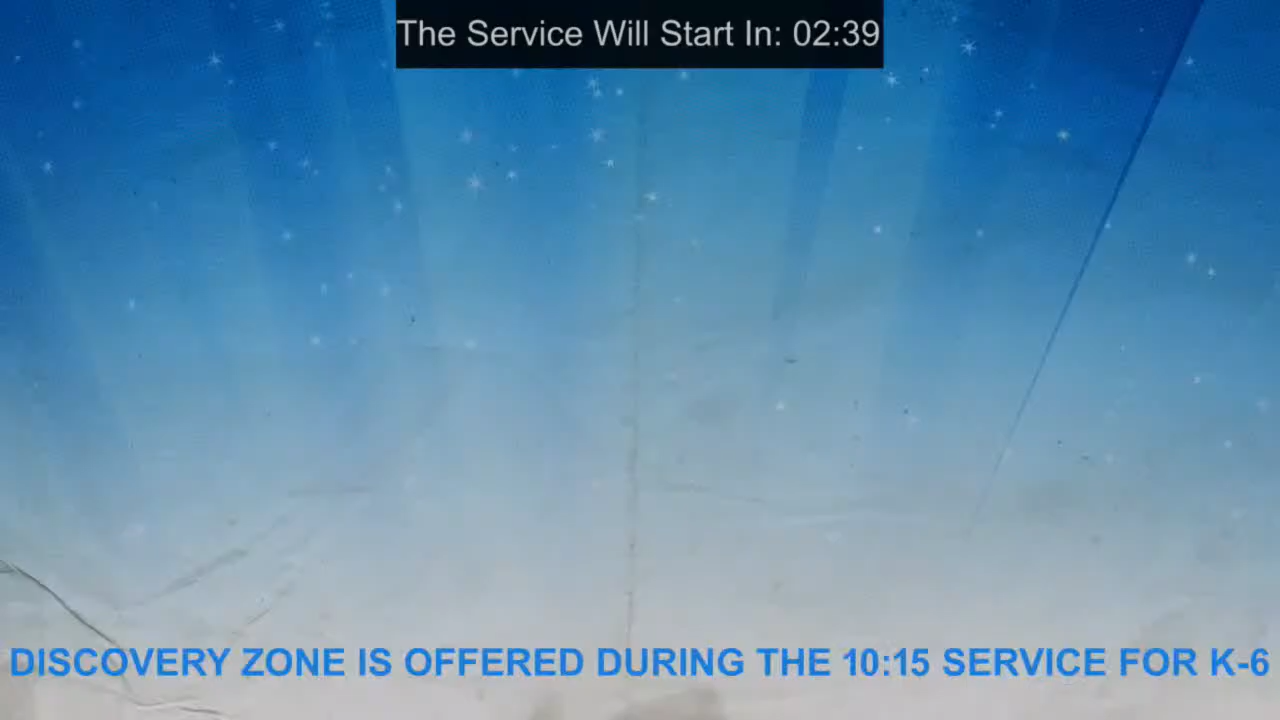 The Service Will Start In: 02:39
DISCOVERY ZONE IS OFFERED DURING THE 10:15 SERVICE FOR K-6